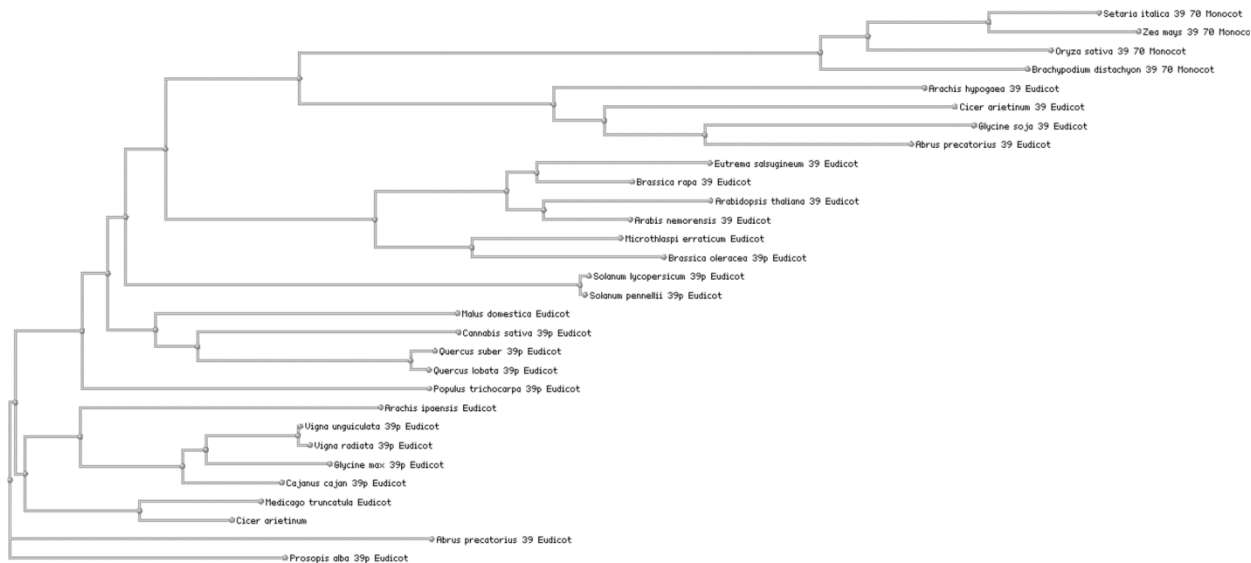 Setaria italica 39 70 Monocot
Zea mays 39 70 Monoco
Oryza sativa 39 70 Monocot
Brachypodium distachyon 39 70 Monocot
Arachis hypogaea 39 Eudicot
Cicer arietinum 39 Eudicot
Glycine soja 39 Eudicot
Abrus precatorius 39 Eudicot
Eutrema salsugineum 39 Eudicot
Brassica rapa 39 Eudicot
Arabidopsis thaliana 39 Eudicot
Arabis nemorensis 39 Eudicot
Microthlaspi erraticum Eudicot
Brassica oleracea 39p Eudicot
Solanum lycopersicum 39p Eudicot
Solanum pennellii 39p Eudicot
Malus domestica Eudicot
Cannabis sativa 39p Eudicot
Quercus suber 39p Eudicot
Quercus lobata 39p Eudicot
Populus trichocarpa 39p Eudicot
Arachis ipaensis Eudicot
Vigna unguiculata 39p Eudicot
Vigna radiata 39p Eudicot
Glycine max 39p Eudicot
Cajanus cajan 39p Eudicot
Medicago truncatula Eudicot
Cicer arietinum
Abrus precatorius 39 Eudicot
Prosopis alba 39p Eudicot